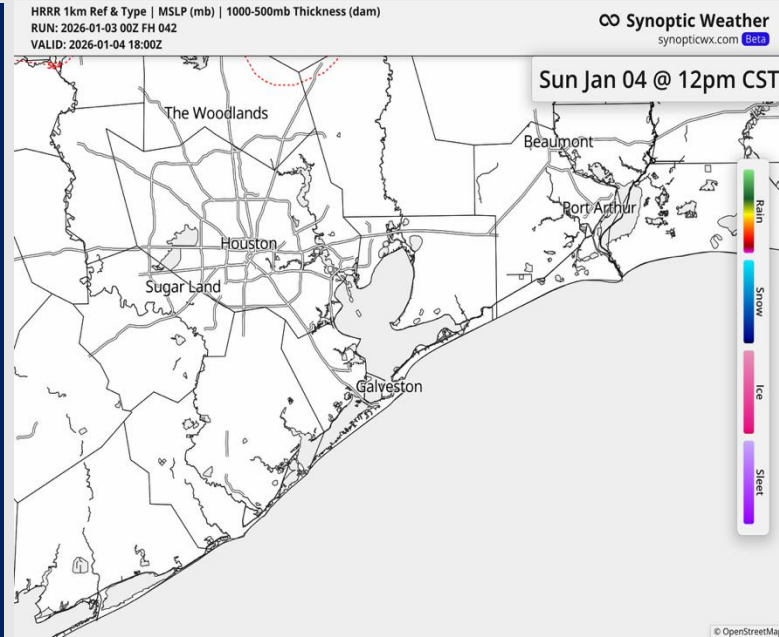 HRRR 1km Ref & Type | MSLP (mb) | 1000-500mb Thickness (dam)
RUN: 2026-01-03 00Z FH 042
VALID: 2026-01-04 18:00Z
Synoptic Weather
synopticwx.com Beta
Sun Jan 04 @ 12pm CST
The Woodlands
Beaumont
Port Arthur
Houston
Sugar Land
Galveston
Rain
Snow
Ice
Sleet
© OpenStreetMa